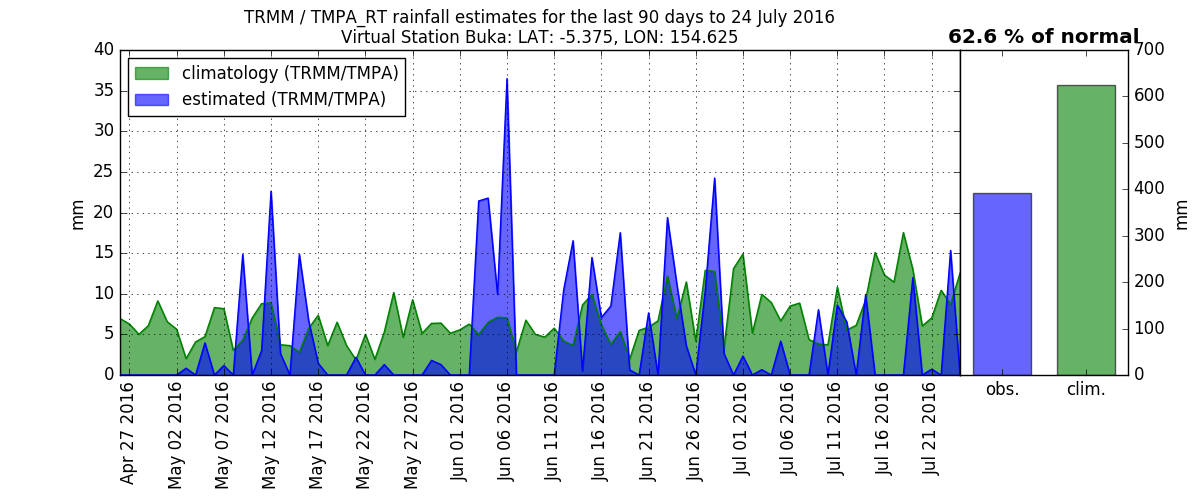 TRMM / TMPA_RT rainfall estimates for the last 90 days to 24 July 2016
Virtual Station Buka: LAT: -5.375, LON: 154.625
62.6 % of normal
climatology (TRMM/TMPA)
estimated (TRMM/TMPA)
40
35
30
25
20
15
10
5
0
mm
700
600
500
400
300
200
100
0
mm
Apr 27 2016
May 02 2016
May 07 2016
May 12 2016
May 17 2016
May 22 2016
May 27 2016
Jun 01 2016
Jun 06 2016
Jun 11 2016
Jun 16 2016
Jun 21 2016
Jun 26 2016
Jul 01 2016
Jul 06 2016
Jul 11 2016
Jul 16 2016
Jul 21 2016
obs.
clim.